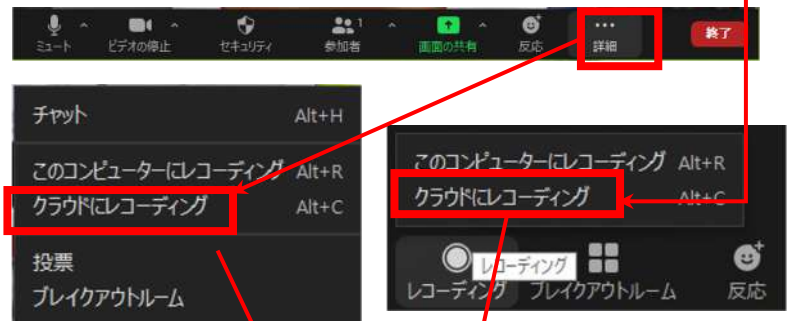 1
ミュート ビデオの停止 セキュリティ 参加者 画面の共有 反応 詳細 終了
チャット Alt+H
このコンピューターにレコーディング Alt+R
クラウドにレコーディング Alt+C
投票
ブレイクアウトルーム
このコンピューターにレコーディング Alt+R
クラウドにレコーディング Alt+C
レコーディング
レコーディング ブレイクアウトルーム 反応